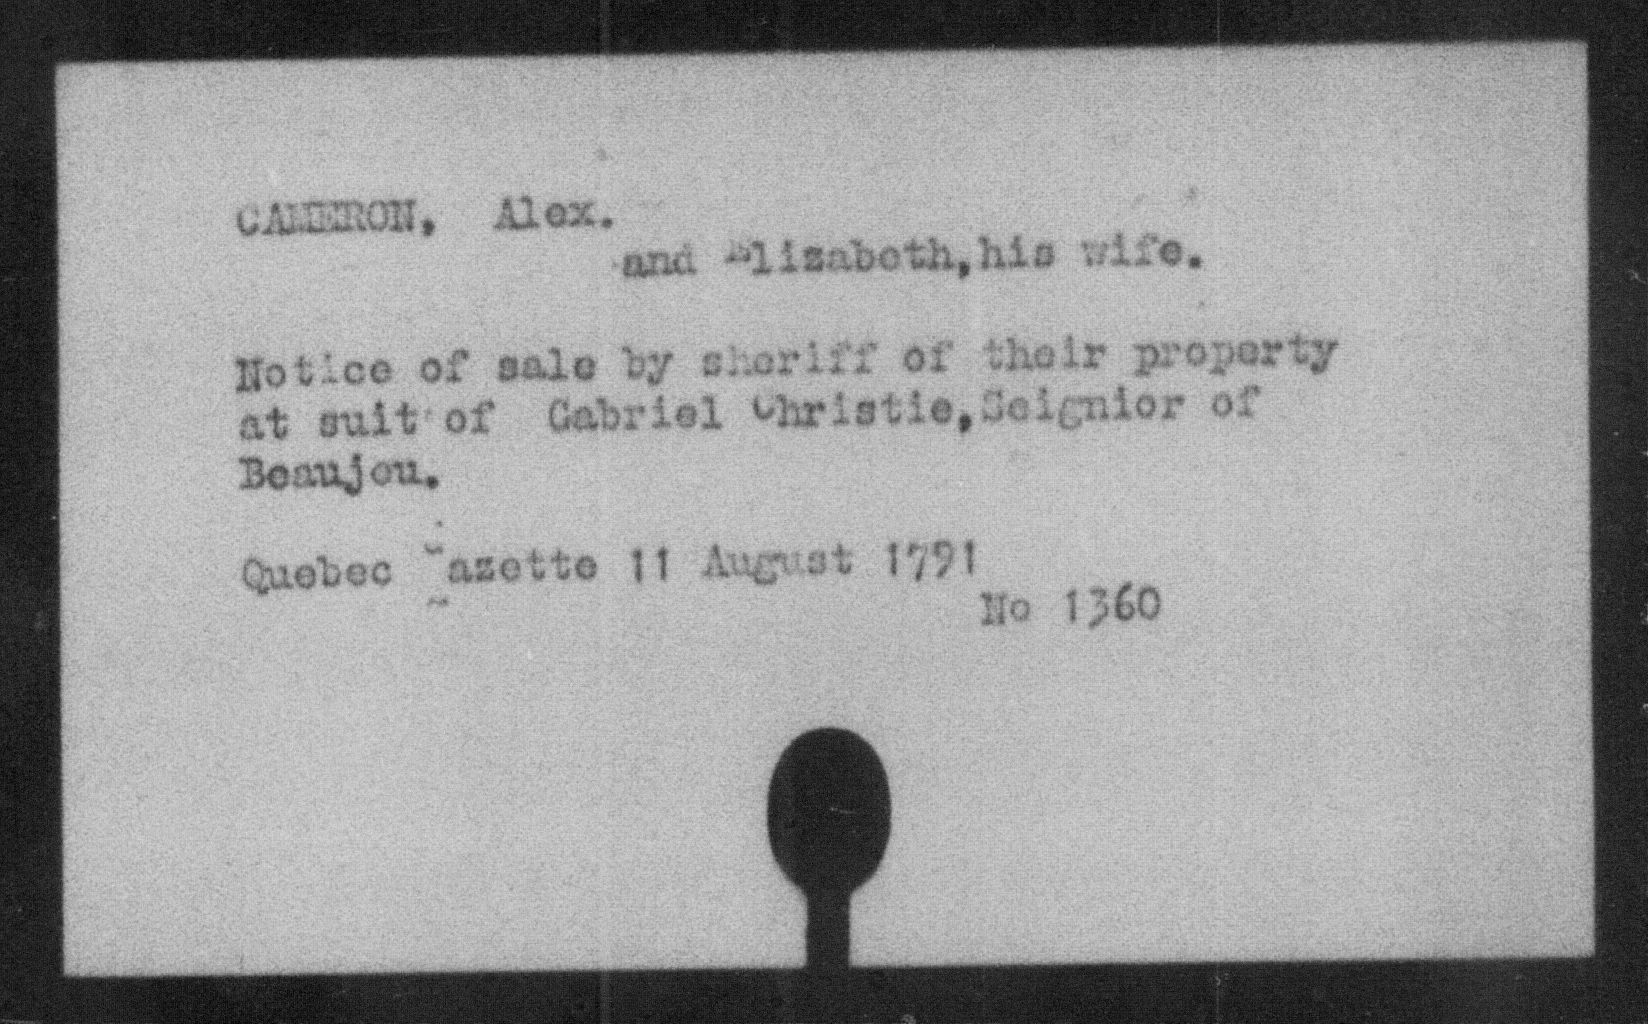 CAMERON, Alex.
and Elizabeth,his wife.
Notice of sale by sheriff of their property
at suit of Gabriel Christie,Seignior of
Beaujeu.
Quebec Gazette 11 August 1791
No 1360